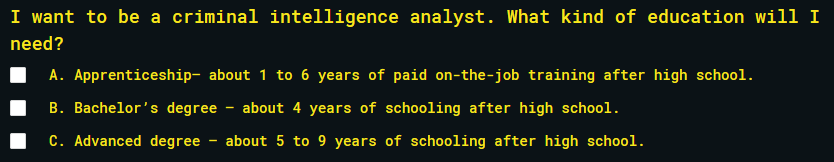 I want to be a criminal intelligence analyst. What kind of education will I
need?
A. Apprenticeship– about 1 to 6 years of paid on-the-job training after high school.
B. Bachelor’s degree – about 4 years of schooling after high school.
C. Advanced degree – about 5 to 9 years of schooling after high school.